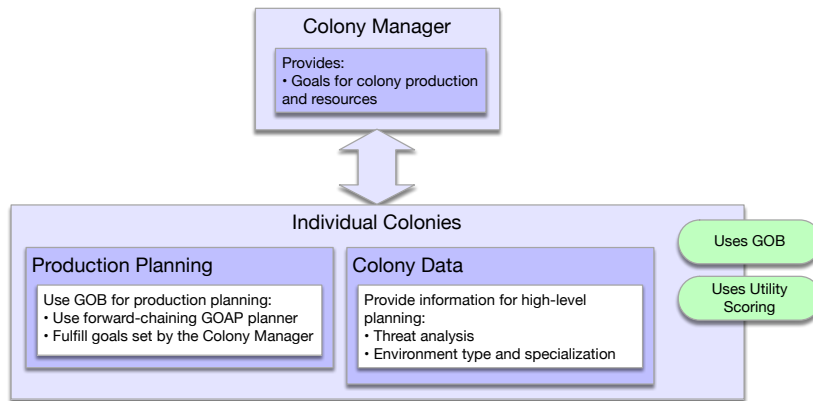 Colony Manager
Provides:
• Goals for colony production
and resources
Individual Colonies
Production Planning
Use GOB for production planning:
• Use forward-chaining GOAP planner
• Fulfill goals set by the Colony Manager
Colony Data
Provide information for high-level
planning:
• Threat analysis
• Environment type and specialization
Uses GOB
Uses Utility
Scoring